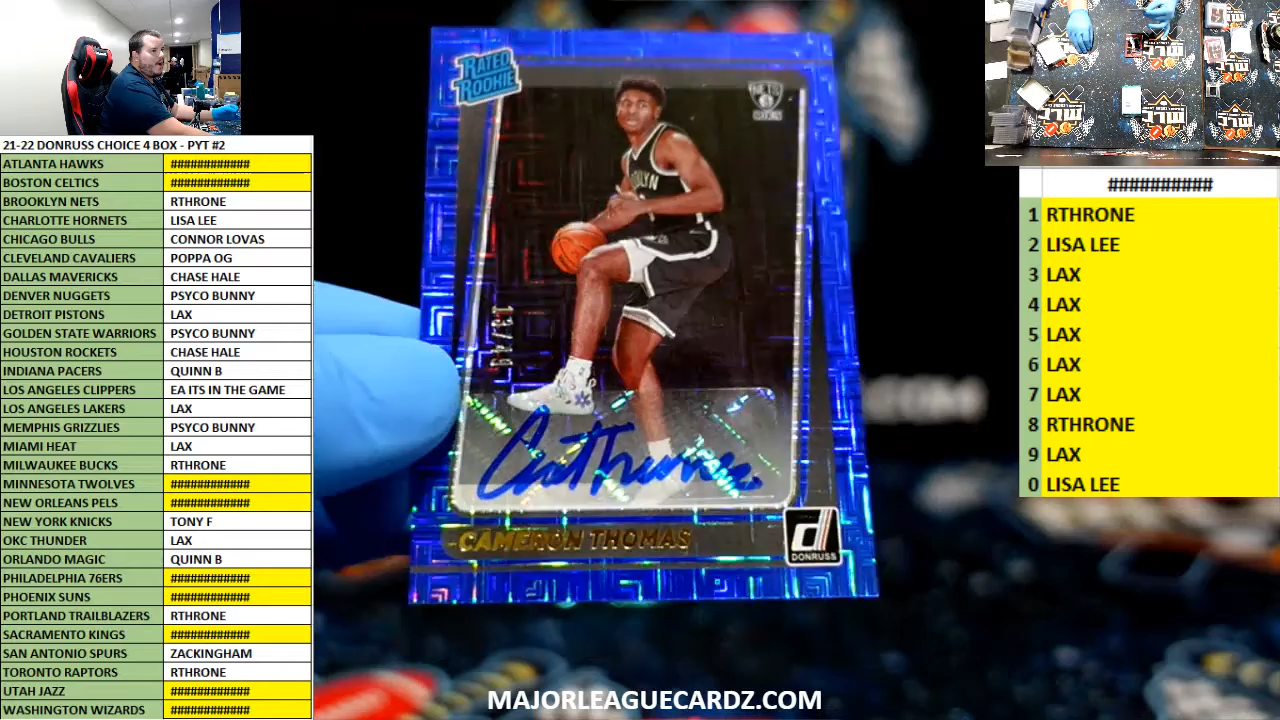 21-22 DONRUSS CHOICE 4 BOX - PYT #2
ATLANTA HAWKS ############
BOSTON CELTICS ############
BROOKLYN NETS RTHRONE
CHARLOTTE HORNETS LISA LEE
CHICAGO BULLS CONNOR LOVAS
CLEVELAND CAVALIERS POPPA OG
DALLAS MAVERICKS CHASE HALE
DENVER NUGGETS PSYCO BUNNY
DETROIT PISTONS LAX
GOLDEN STATE WARRIORS PSYCO BUNNY
HOUSTON ROCKETS CHASE HALE
INDIANA PACERS QUINN B
LOS ANGELES CLIPPERS EA ITS IN THE GAME
LOS ANGELES LAKERS LAX
MEMPHIS GRIZZLIES PSYCO BUNNY
MIAMI HEAT LAX
MILWAUKEE BUCKS RTHRONE
MINNESOTA TWOLVES ############
NEW ORLEANS PELS ############
NEW YORK KNICKS TONY F
OKC THUNDER LAX
ORLANDO MAGIC QUINN B
PHILADELPHIA 76ERS ############
PHOENIX SUNS ############
PORTLAND TRAILBLAZERS RTHRONE
SACRAMENTO KINGS ############
SAN ANTONIO SPURS ZACKINGHAM
TORONTO RAPTORS RTHRONE
UTAH JAZZ ############
WASHINGTON WIZARDS ############
RATED
ROOKIE
NETS
CAMERON THOMAS
DONRUSS
##########
1 RTHRONE
2 LISA LEE
3 LAX
4 LAX
5 LAX
6 LAX
7 LAX
8 RTHRONE
9 LAX
0 LISA LEE
MAJORLEAGUECARDZ.COM